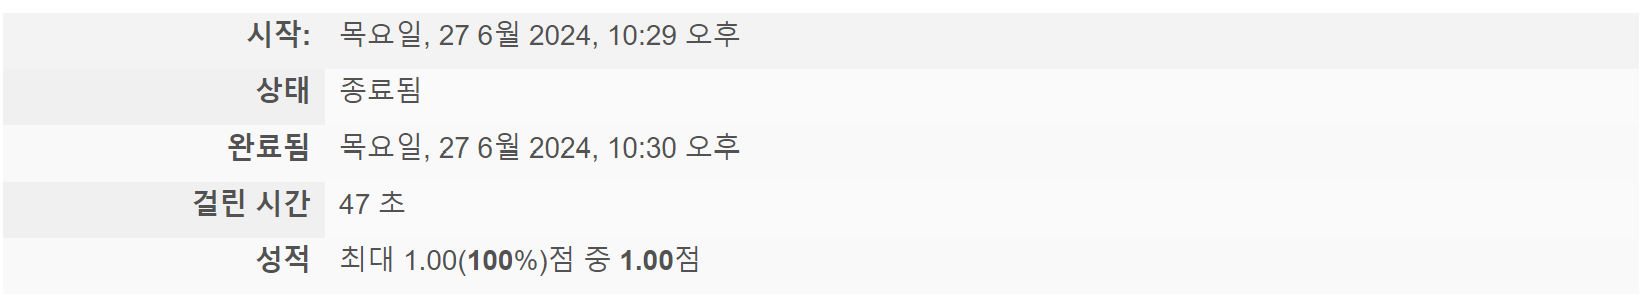 시작: 목요일, 27 6월 2024, 10:29 오후
상태 종료됨
완료됨 목요일, 27 6월 2024, 10:30 오후
걸린 시간 47 초
성적 최대 1.00(100%)점 중 1.00점